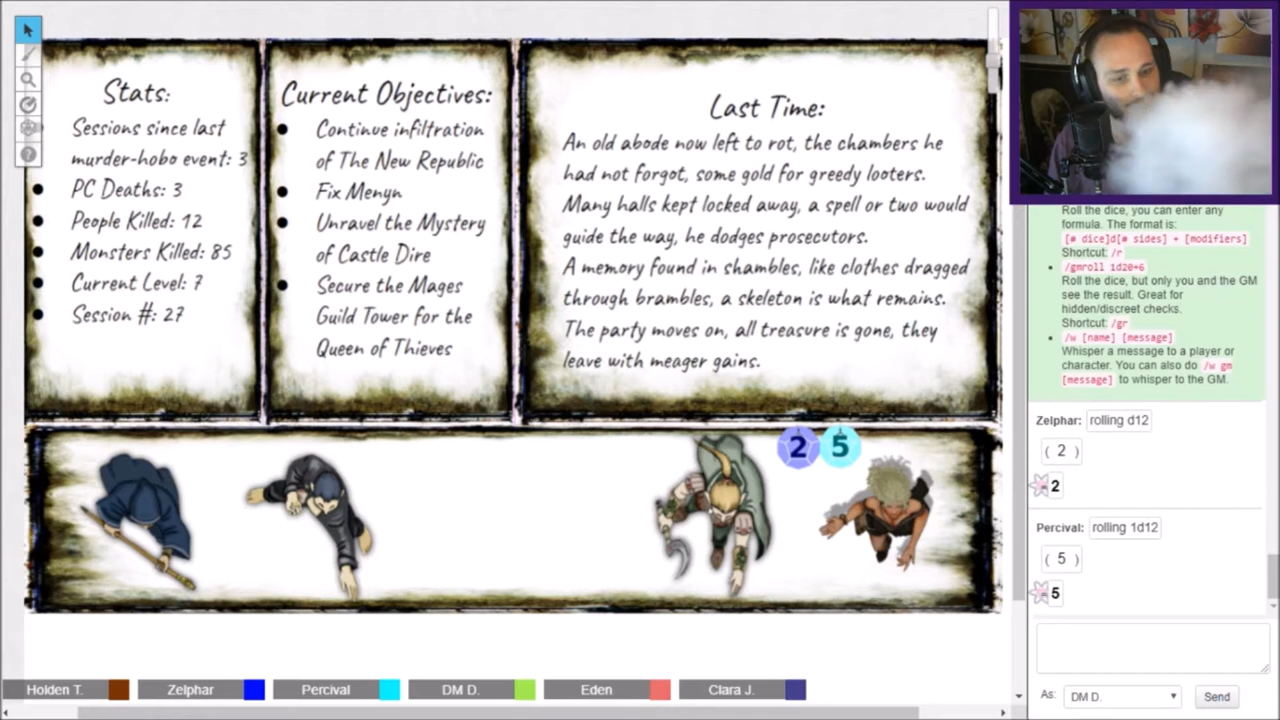 Stats:
Sessions since last
murder-hobo event: 3
PC Deaths: 3
People Killed: 12
Monsters Killed: 85
Current Level: 7
Session #: 27
Current Objectives:
Continue infiltration
of The New Republic
Fix Menyn
Unravel the Mystery
of Castle Dire
Secure the Mages
Guild Tower for the
Queen of Thieves
Last Time:
An old abode now left to rot, the chambers he
had not forgot, some gold for greedy looters.
Many halls kept locked away, a spell or two would
guide the way, he dodges prosecutors.
A memory found in shambles, like clothes dragged
through brambles, a skeleton is what remains.
The party moves on, all treasure is gone, they
leave with meager gains.
2 5
Roll the dice, you can enter any
formula. The format is:
[# dice]d[# sides] + [modifiers]
Shortcut: /r
/gmroll 1d20+6
Roll the dice, but only you and the GM
see the result. Great for
hidden/discreet checks.
Shortcut: /gr
/w [name] [message]
Whisper a message to a player or
character. You can also do /w gm
[message] to whisper to the GM.
Zelphar: rolling d12
( 2 )
2
Percival: rolling 1d12
( 5 )
5
As: DM D. Send
Holden T. Zelphar Percival DM D. Eden Clara J.